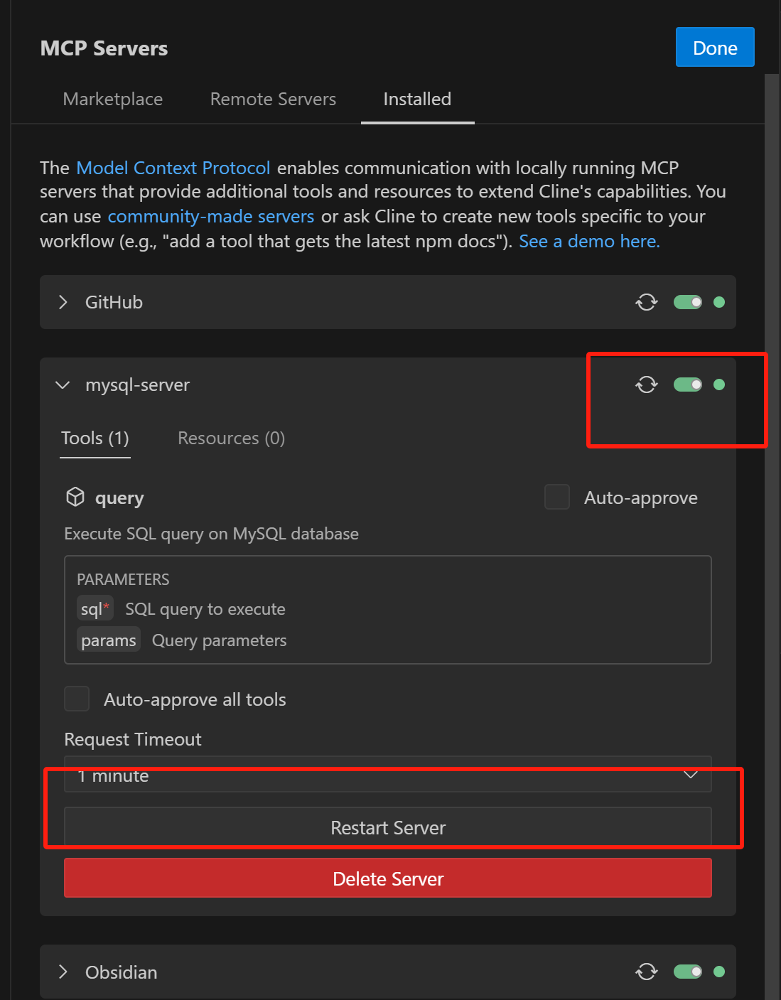 MCP Servers
Done
Marketplace
Remote Servers
Installed
The Model Context Protocol enables communication with locally running MCP
servers that provide additional tools and resources to extend Cline's capabilities. You
can use community-made servers or ask Cline to create new tools specific to your
workflow (e.g., "add a tool that gets the latest npm docs"). See a demo here.
GitHub
mysql-server
Tools (1)
Resources (0)
query
Auto-approve
Execute SQL query on MySQL database
PARAMETERS
sql* SQL query to execute
params Query parameters
Auto-approve all tools
Request Timeout
1 minute
Restart Server
Delete Server
Obsidian